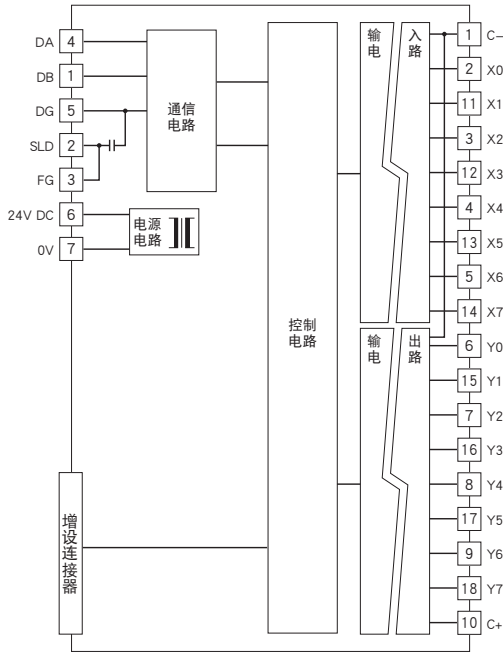 DA 4
DB 1
DG 5
SLD 2
FG 3
24V DC 6
0V 7
通信
电路
电源
电路
增设连接器
控制
电路
输 入
电 路
输 出
电 路
1 C−
2 X0
11 X1
3 X2
12 X3
4 X4
13 X5
5 X6
14 X7
6 Y0
15 Y1
7 Y2
16 Y3
8 Y4
17 Y5
9 Y6
18 Y7
10 C+